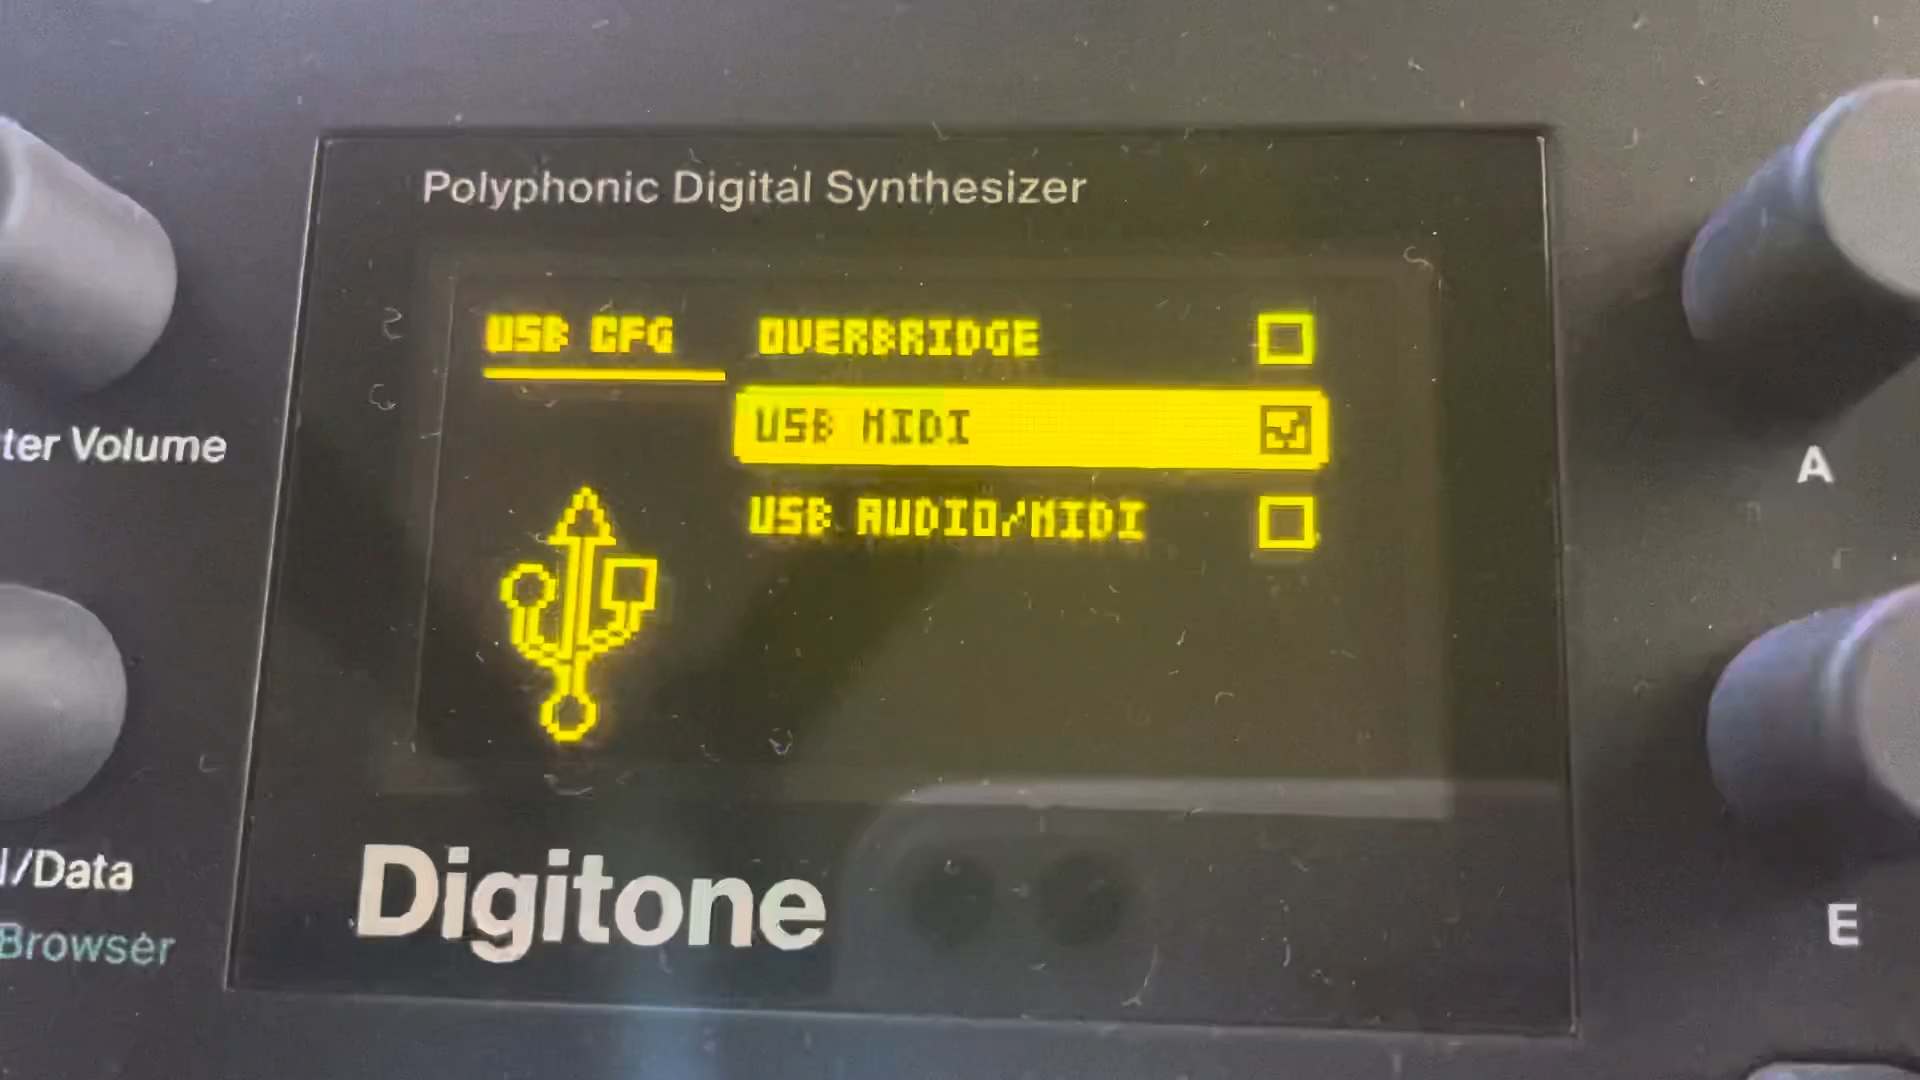 Polyphonic Digital Synthesizer
USB CFG
OVERBRIDGE
USB MIDI
USB AUDIO/MIDI
ter Volume
A
l/Data
Browser
E
Digitone